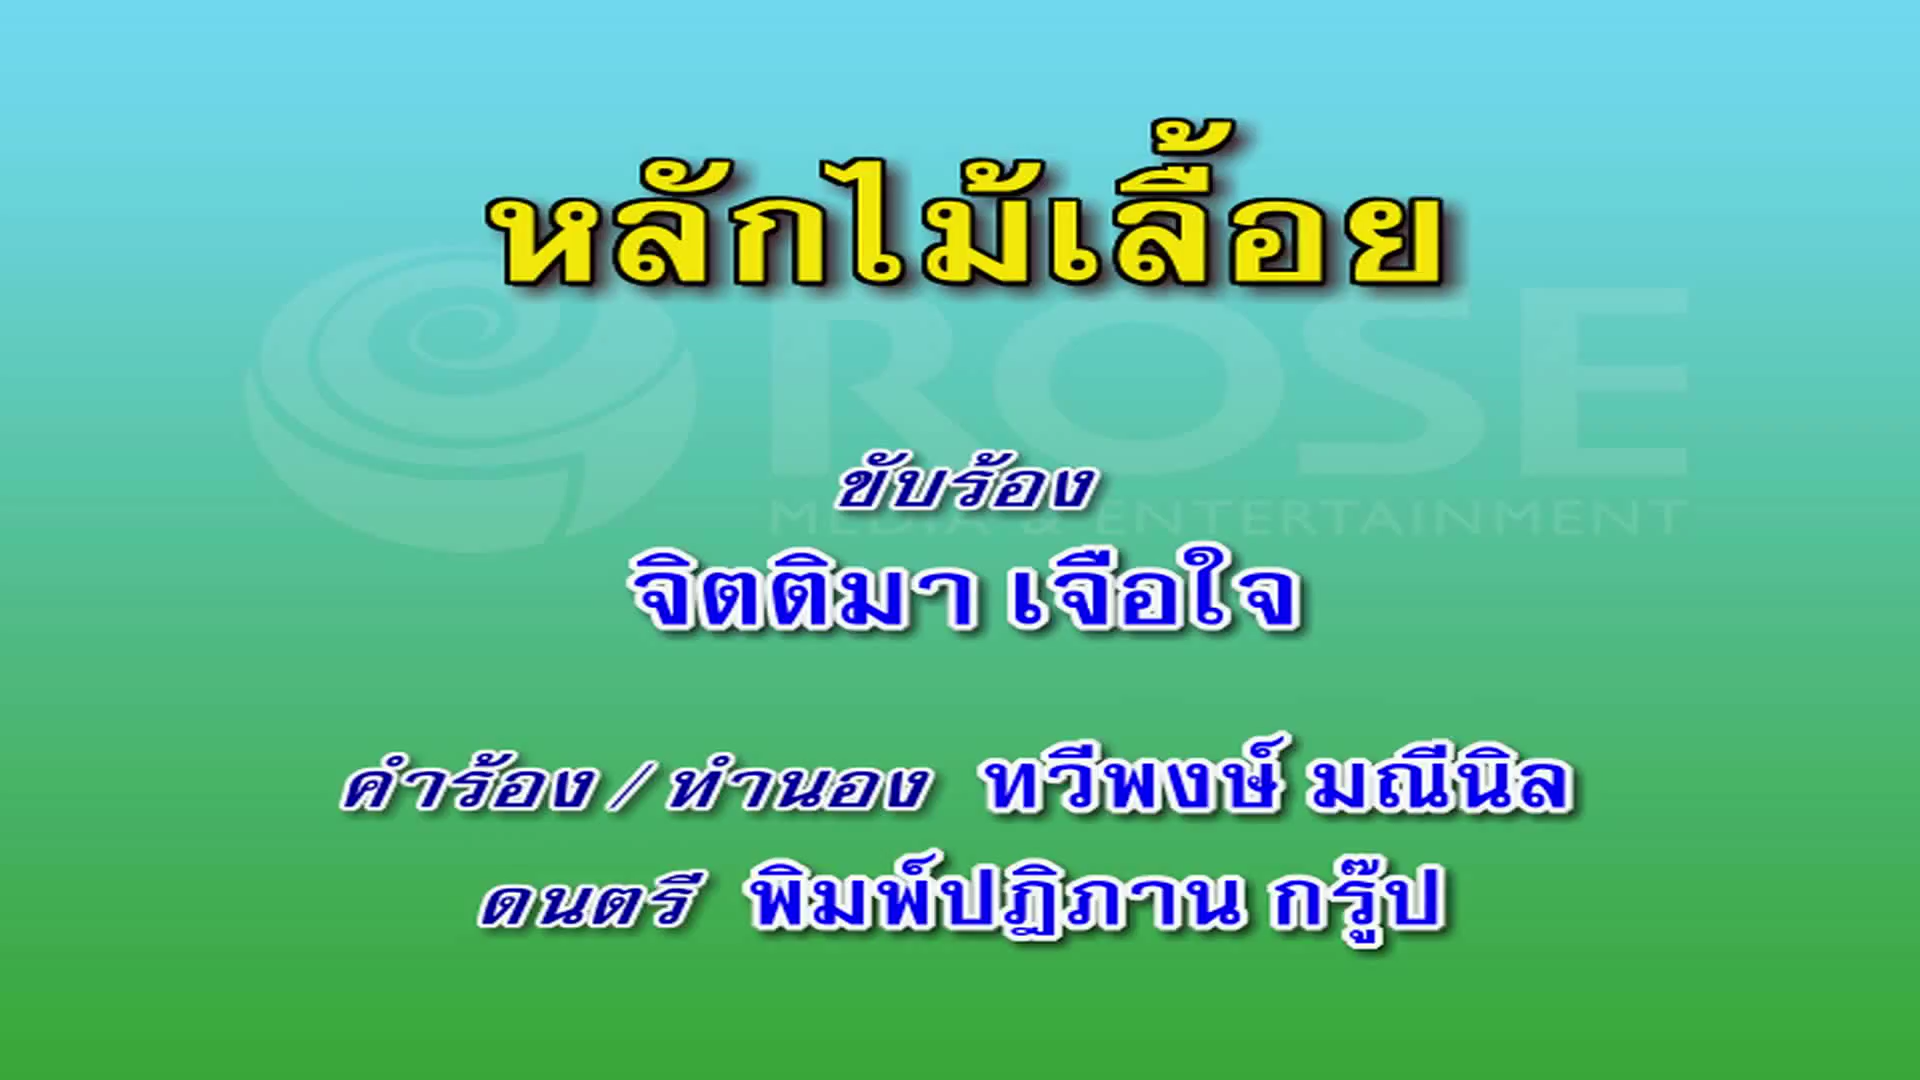 หลักไม้เลื้อย
ROSE
MEDIA & ENTERTAINMENT
ขับร้อง
จิตติมา เจือใจ
คำร้อง / ทำนอง ทวีพงษ์ มณีนิล
ดนตรี พิมพ์ปฏิภาน กรู๊ป